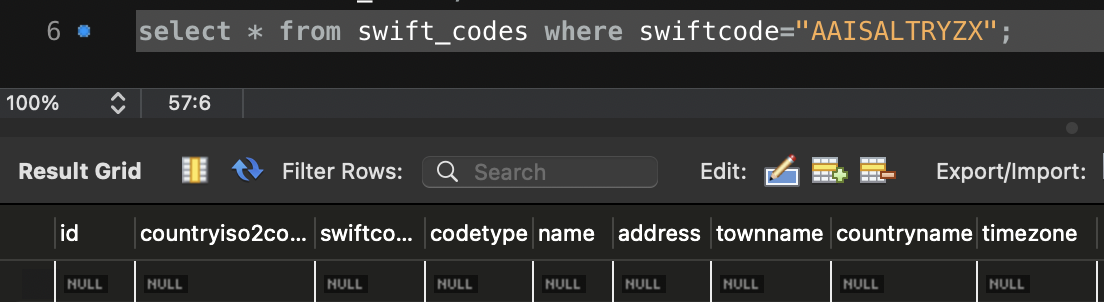 6 select * from swift_codes where swiftcode="AAISALTRYZX";
100% 57:6
Result Grid Filter Rows: Search Edit: Export/Import:
id countryiso2co... swiftco... codetype name address townname countryname timezone
NULL NULL NULL NULL NULL NULL NULL NULL NULL